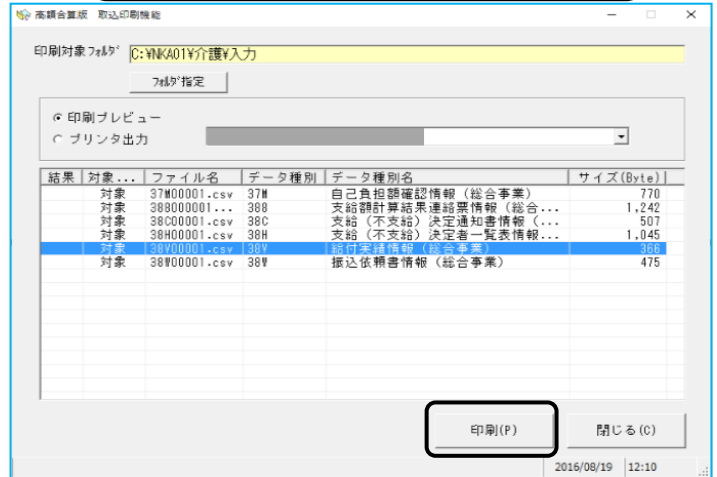 高額合算版 取込印刷機能
印刷対象フォルダ C:¥NKA01¥介護¥入力
フォルダ指定
印刷プレビュー
プリンタ出力
結果 対象... ファイル名 データ種別 データ種別名 サイズ(Byte)
対象 37M00001.csv 37M 自己負担額確認情報（総合事業） 770
対象 388000001... 388 支給額計算結果連絡票情報（総合... 1,242
対象 38C00001.csv 38C 支給（不支給）決定通知書情報（... 507
対象 38H00001.csv 38H 支給（不支給）決定者一覧表情報... 1,045
対象 38V00001.csv 38V 給付実績情報（総合事業） 366
対象 38W00001.csv 38W 振込依頼書情報（総合事業） 475
印刷(P) 閉じる(C)
2016/08/19 12:10